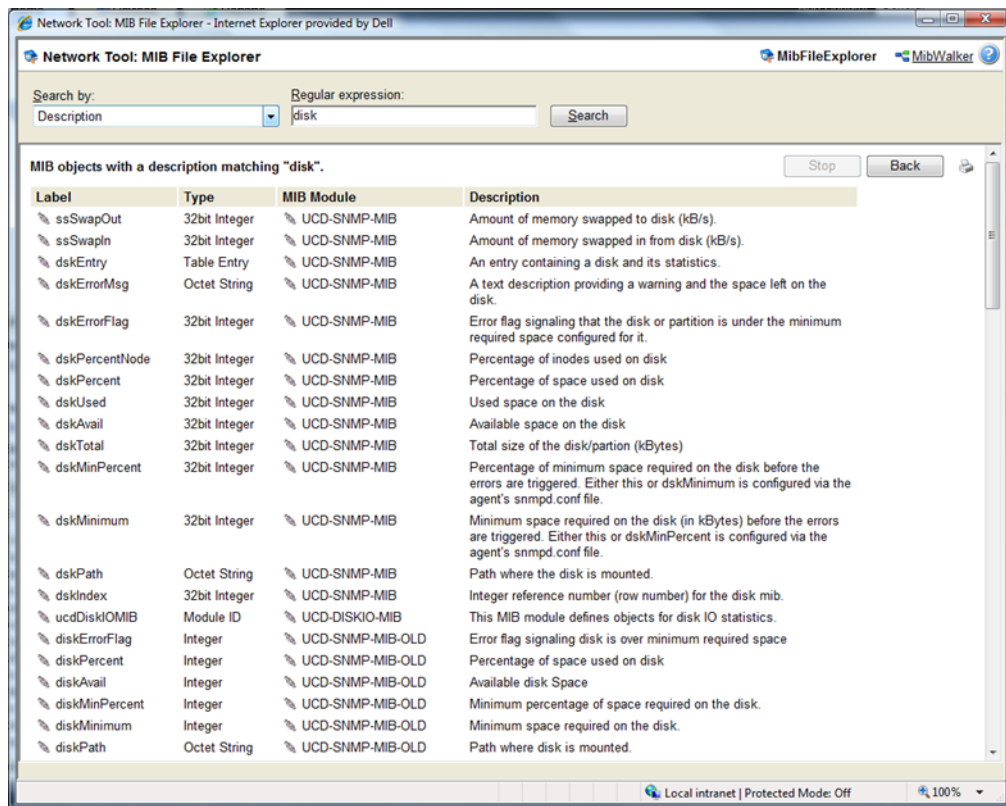 Network Tool: MIB File Explorer - Internet Explorer provided by Dell
Network Tool: MIB File Explorer MibFileExplorer MibWalker ?
Search by: Regular expression:
Description disk Search
MIB objects with a description matching "disk". Stop Back
Label Type MIB Module Description
ssSwapOut 32bit Integer UCD-SNMP-MIB Amount of memory swapped to disk (kB/s).
ssSwapIn 32bit Integer UCD-SNMP-MIB Amount of memory swapped in from disk (kB/s).
dskEntry Table Entry UCD-SNMP-MIB An entry containing a disk and its statistics.
dskErrorMsg Octet String UCD-SNMP-MIB A text description providing a warning and the space left on the
disk.
dskErrorFlag 32bit Integer UCD-SNMP-MIB Error flag signaling that the disk or partition is under the minimum
required space configured for it.
dskPercentNode 32bit Integer UCD-SNMP-MIB Percentage of inodes used on disk
dskPercent 32bit Integer UCD-SNMP-MIB Percentage of space used on disk
dskUsed 32bit Integer UCD-SNMP-MIB Used space on the disk
dskAvail 32bit Integer UCD-SNMP-MIB Available space on the disk
dskTotal 32bit Integer UCD-SNMP-MIB Total size of the disk/partion (kBytes)
dskMinPercent 32bit Integer UCD-SNMP-MIB Percentage of minimum space required on the disk before the
errors are triggered. Either this or dskMinimum is configured via the
agent's snmpd.conf file.
dskMinimum 32bit Integer UCD-SNMP-MIB Minimum space required on the disk (in kBytes) before the errors
are triggered. Either this or dskMinPercent is configured via the
agent's snmpd.conf file.
dskPath Octet String UCD-SNMP-MIB Path where the disk is mounted.
dskIndex 32bit Integer UCD-SNMP-MIB Integer reference number (row number) for the disk mib.
ucdDiskIOMIB Module ID UCD-DISKIO-MIB This MIB module defines objects for disk IO statistics.
diskErrorFlag Integer UCD-SNMP-MIB-OLD Error flag signaling disk is over minimum required space
diskPercent Integer UCD-SNMP-MIB-OLD Percentage of space used on disk
diskAvail Integer UCD-SNMP-MIB-OLD Available disk Space
diskMinPercent Integer UCD-SNMP-MIB-OLD Minimum percentage of space required on the disk.
diskMinimum Integer UCD-SNMP-MIB-OLD Minimum space required on the disk.
diskPath Octet String UCD-SNMP-MIB-OLD Path where disk is mounted.
Local intranet | Protected Mode: Off 100%